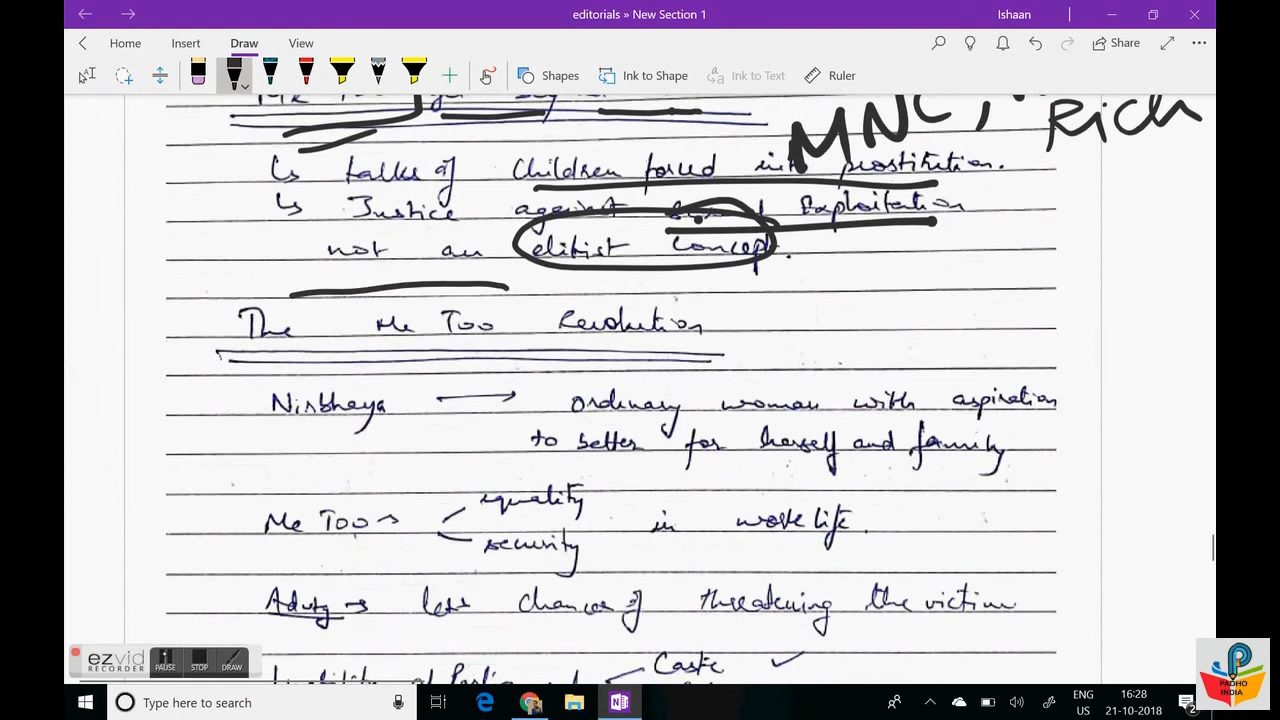 editorials » New Section 1
Ishaan
Home Insert Draw View
Share
Shapes
Ink to Shape
Ink to Text
Ruler
MNC,
Rich
↳ talks of Children forced into prostitution.
↳ Justice against Exploitation
not an elitist concept.
The Me Too Revolution
Nirbhaya → ordinary woman with aspiration
to better for herself and family
Me Too → equality
security
in work life.
Advtg → less chances of threatening the victim
Caste ✓
ezvid
RECORDER
PAUSE STOP DRAW
PADHO
INDIA
Type here to search
ENG
US
16:28
21-10-2018
2